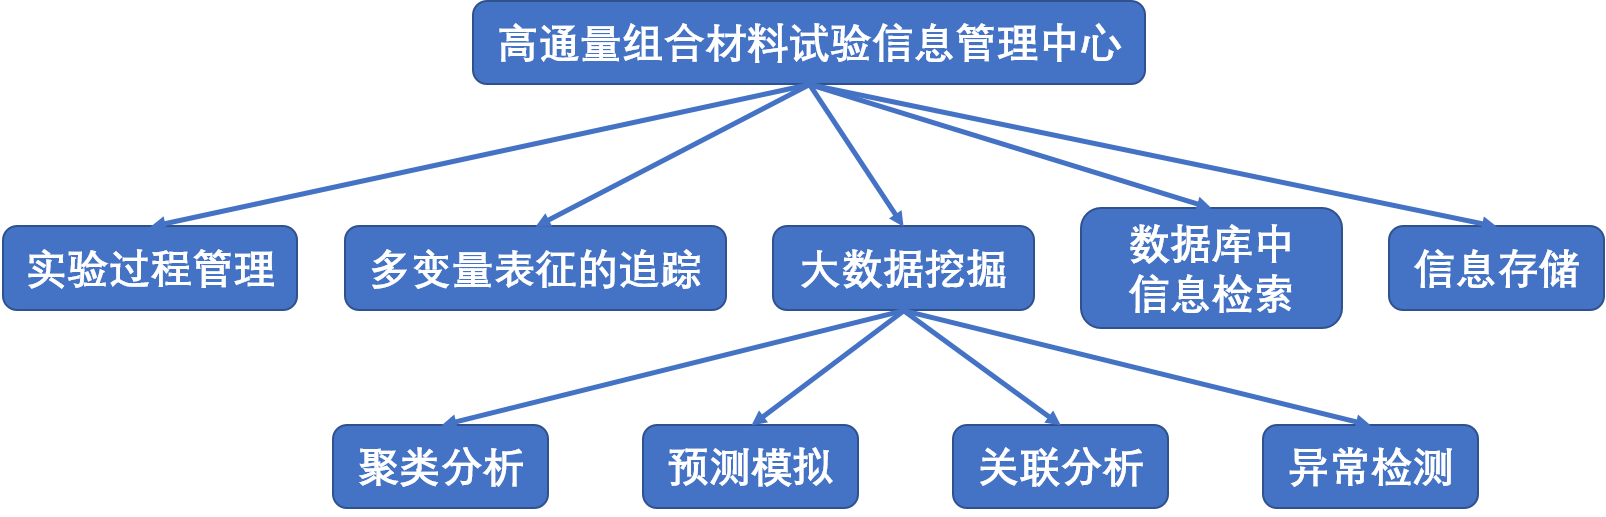 高通量组合材料试验信息管理中心
实验过程管理
多变量表征的追踪
大数据挖掘
数据库中
信息检索
信息存储
聚类分析
预测模拟
关联分析
异常检测